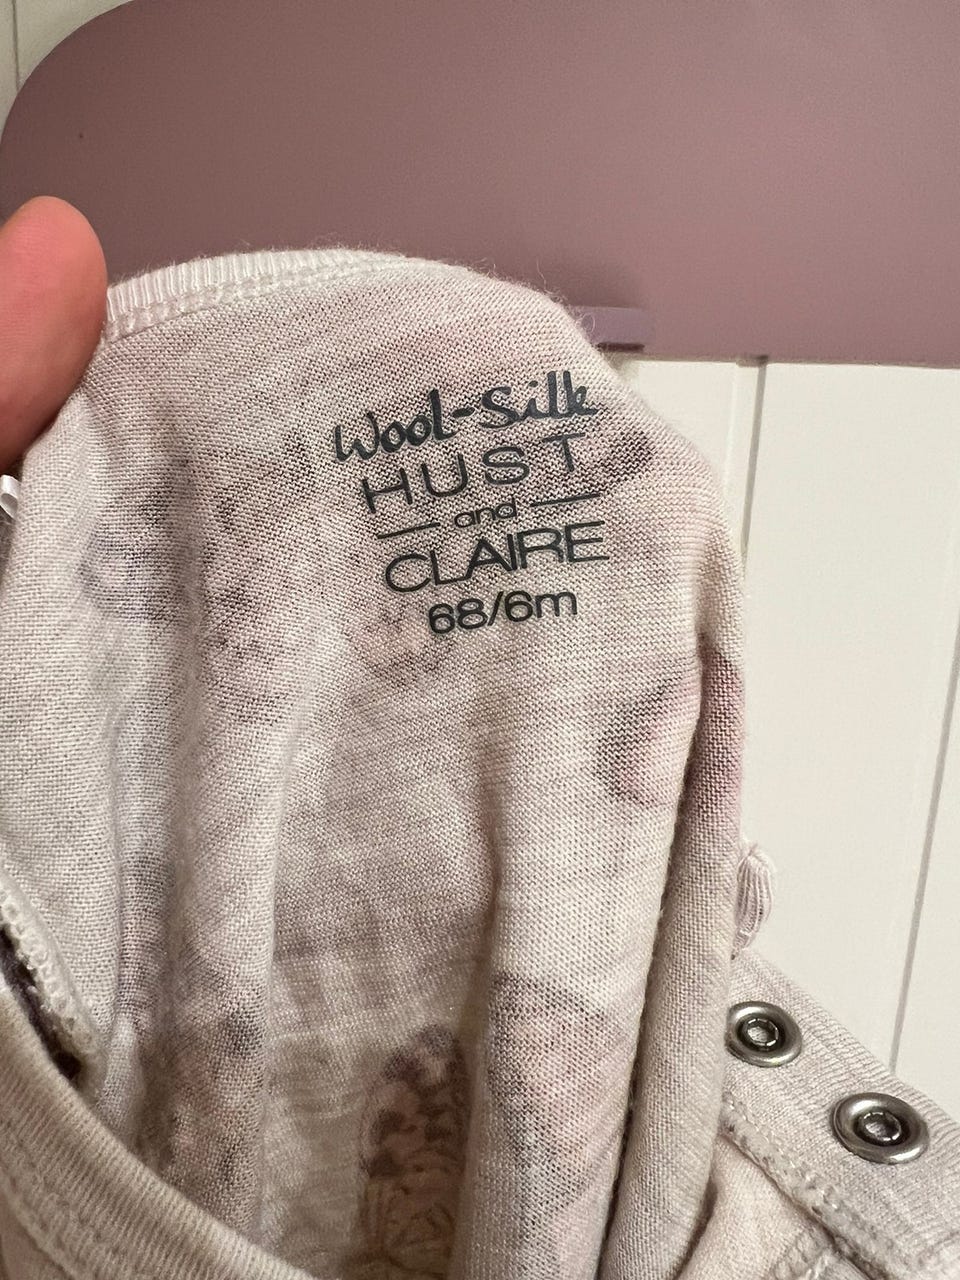 Wool-Silk
HUST
and
CLAIRE
68/6m